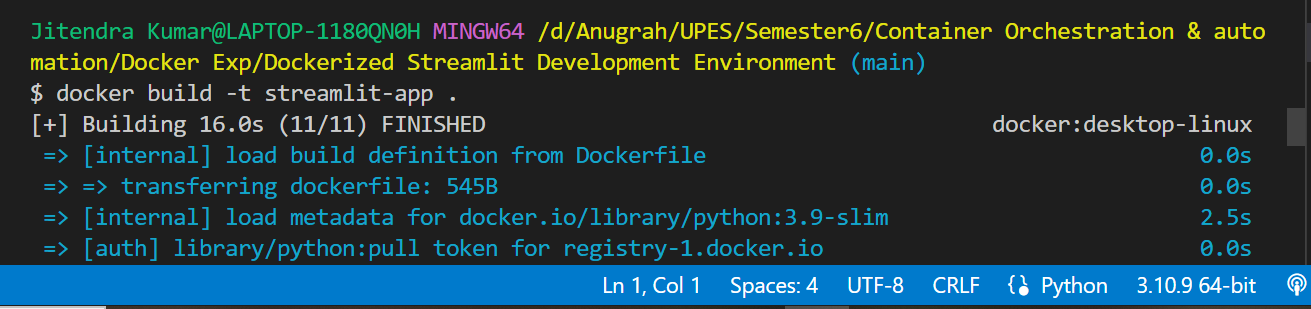 Jitendra Kumar@LAPTOP-1180QN0H MINGW64 /d/Anugrah/UPES/Semester6/Container Orchestration & auto
mation/Docker Exp/Dockerized Streamlit Development Environment (main)
$ docker build -t streamlit-app .
[+] Building 16.0s (11/11) FINISHED docker:desktop-linux
=> [internal] load build definition from Dockerfile 0.0s
=> => transferring dockerfile: 545B 0.0s
=> [internal] load metadata for docker.io/library/python:3.9-slim 2.5s
=> [auth] library/python:pull token for registry-1.docker.io 0.0s
Ln 1, Col 1 Spaces: 4 UTF-8 CRLF Python 3.10.9 64-bit